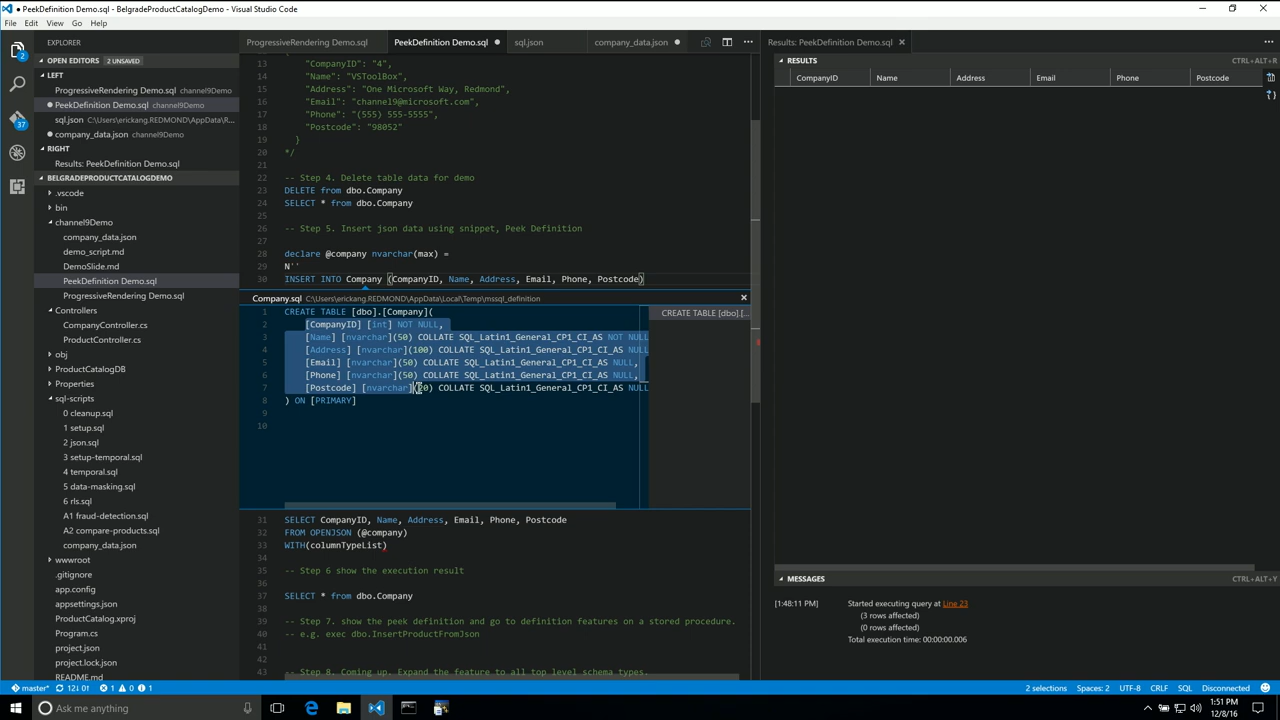 PeekDefinition Demo.sql - BelgradeProductCatalogDemo - Visual Studio Code
File Edit View Go Help
EXPLORER
OPEN EDITORS 2 UNSAVED
LEFT
ProgressiveRendering Demo.sql channel9Demo
PeekDefinition Demo.sql channel9Demo
sql.json C:\Users\erickang.REDMOND\AppData\R...
company_data.json channel9Demo
RIGHT
Results: PeekDefinition Demo.sql
BELGRADEPRODUCTCATALOGDEMO
.vscode
bin
channel9Demo
company_data.json
demo_script.md
DemoSlide.md
PeekDefinition Demo.sql
ProgressiveRendering Demo.sql
Controllers
CompanyController.cs
ProductController.cs
obj
ProductCatalogDB
Properties
sql-scripts
0 cleanup.sql
1 setup.sql
2 json.sql
3 setup-temporal.sql
4 temporal.sql
5 data-masking.sql
6 rls.sql
A1 fraud-detection.sql
A2 compare-products.sql
company_data.json
wwwroot
.gitignore
app.config
appsettings.json
ProductCatalog.xproj
Program.cs
project.json
project.lock.json
README.md
2
37
ProgressiveRendering Demo.sql PeekDefinition Demo.sql sql.json company_data.json
13 "CompanyID": "4",
14 "Name": "VSToolBox",
15 "Address": "One Microsoft Way, Redmond",
16 "Email": "channel9@microsoft.com",
17 "Phone": "(555) 555-5555",
18 "Postcode": "98052"
19 }
20 */
21
22 -- Step 4. Delete table data for demo
23 DELETE from dbo.Company
24 SELECT * from dbo.Company
25
26 -- Step 5. Insert json data using snippet, Peek Definition
27
28 declare @company nvarchar(max) =
29 N''
30 INSERT INTO Company (CompanyID, Name, Address, Email, Phone, Postcode)
Company.sql C:\Users\erickang.REDMOND\AppData\Local\Temp\mssql_definition
1 CREATE TABLE [dbo].[Company](
2 [CompanyID] [int] NOT NULL,
3 [Name] [nvarchar](50) COLLATE SQL_Latin1_General_CP1_CI_AS NOT NULL
4 [Address] [nvarchar](100) COLLATE SQL_Latin1_General_CP1_CI_AS NULL
5 [Email] [nvarchar](50) COLLATE SQL_Latin1_General_CP1_CI_AS NULL,
6 [Phone] [nvarchar](50) COLLATE SQL_Latin1_General_CP1_CI_AS NULL,
7 [Postcode] [nvarchar](20) COLLATE SQL_Latin1_General_CP1_CI_AS NULL
8 ) ON [PRIMARY]
9
10
CREATE TABLE [dbo].[...
31 SELECT CompanyID, Name, Address, Email, Phone, Postcode
32 FROM OPENJSON (@company)
33 WITH(columnTypeList)
34
35 -- Step 6 show the execution result
36
37 SELECT * from dbo.Company
38
39 -- Step 7. show the peek definition and go to definition features on a stored procedure.
40 -- e.g. exec dbo.InsertProductFromJson
41
42
43 -- Step 8. Coming up. Expand the feature to all top level schema types.
Results: PeekDefinition Demo.sql
RESULTS CTRL+ALT+R
CompanyID Name Address Email Phone Postcode
MESSAGES CTRL+ALT+Y
[1:48:11 PM] Started executing query at Line 23
(3 rows affected)
(0 rows affected)
Total execution time: 00:00:00.006
master* 12↓ 0↑ 1 0 1
2 selections Spaces: 2 UTF-8 CRLF SQL Disconnected
Ask me anything
1:51 PM
12/8/16